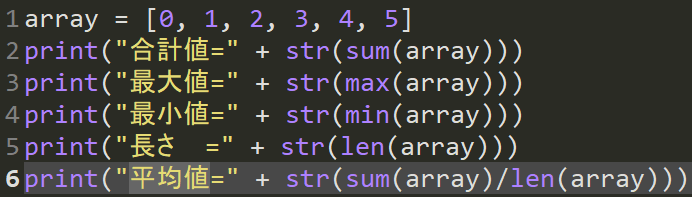 1 array = [0, 1, 2, 3, 4, 5]
2 print("合計値=" + str(sum(array)))
3 print("最大値=" + str(max(array)))
4 print("最小値=" + str(min(array)))
5 print("長さ　=" + str(len(array)))
6 print("平均値=" + str(sum(array)/len(array)))